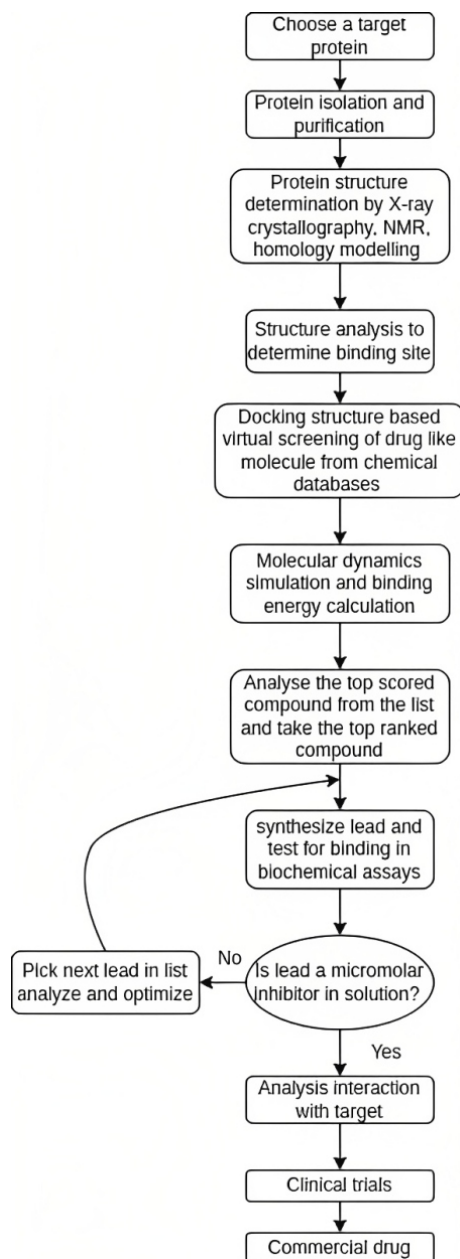 Choose a target
protein
Protein isolation and
purification
Protein structure
determination by X-ray
crystallography, NMR,
homology modelling
Structure analysis to
determine binding site
Docking structure based
virtual screening of drug like
molecule from chemical
databases
Molecular dynamics
simulation and binding
energy calculation
Analyse the top scored
compound from the list
and take the top ranked
compound
synthesize lead and
test for binding in
biochemical assays
Is lead a micromolar
inhibitor in solution?
No
Pick next lead in list
analyze and optimize
Yes
Analysis interaction
with target
Clinical trials
Commercial drug